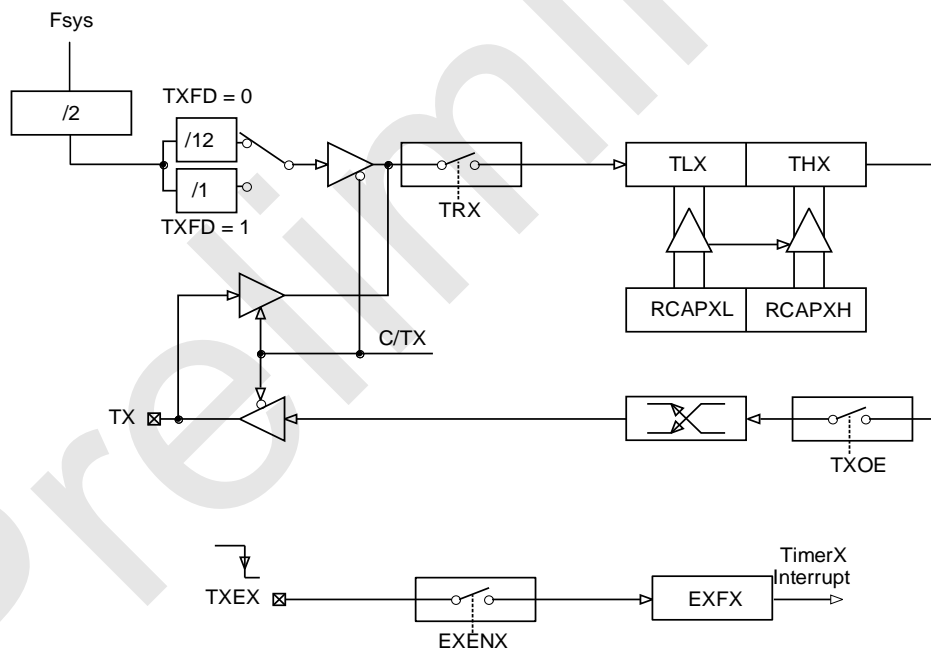 Fsys
/2
TXFD = 0
/12
/1
TXFD = 1
TRX
TLX
THX
RCAPXL
RCAPXH
C/TX
TX
TXOE
TXEX
EXENX
EXFX
TimerX
Interrupt
Prelimi